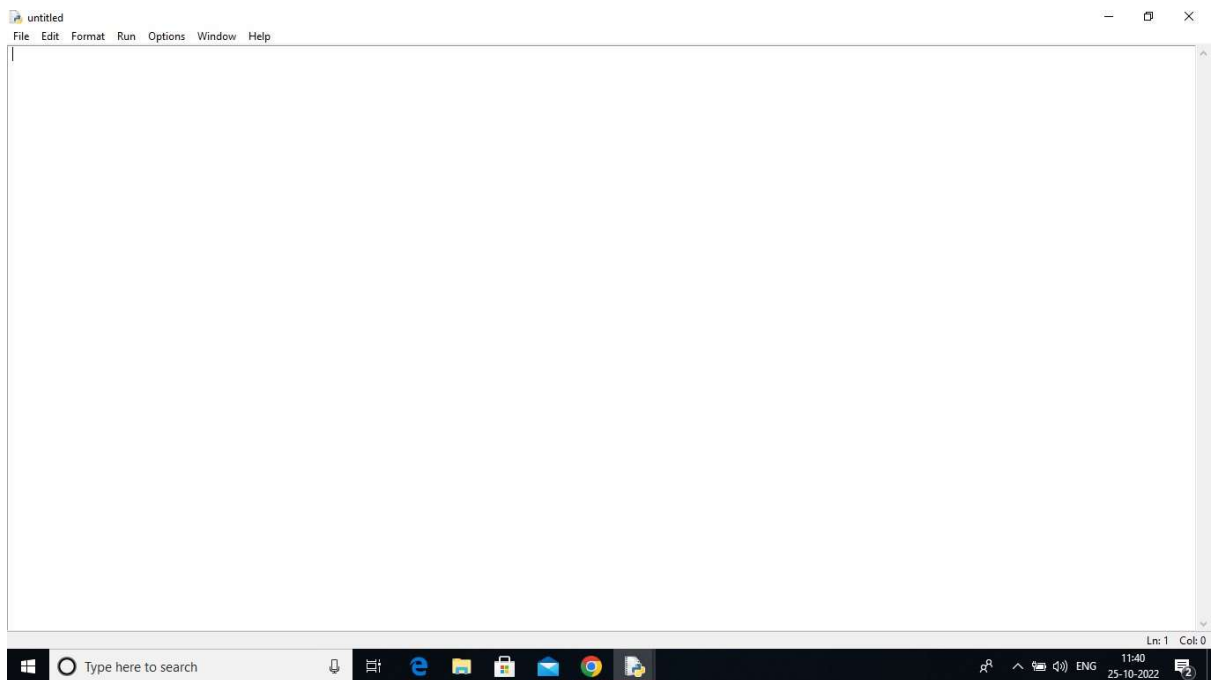 untitled
File Edit Format Run Options Window Help
Ln: 1 Col: 0
Type here to search
ENG
11:40
25-10-2022
2